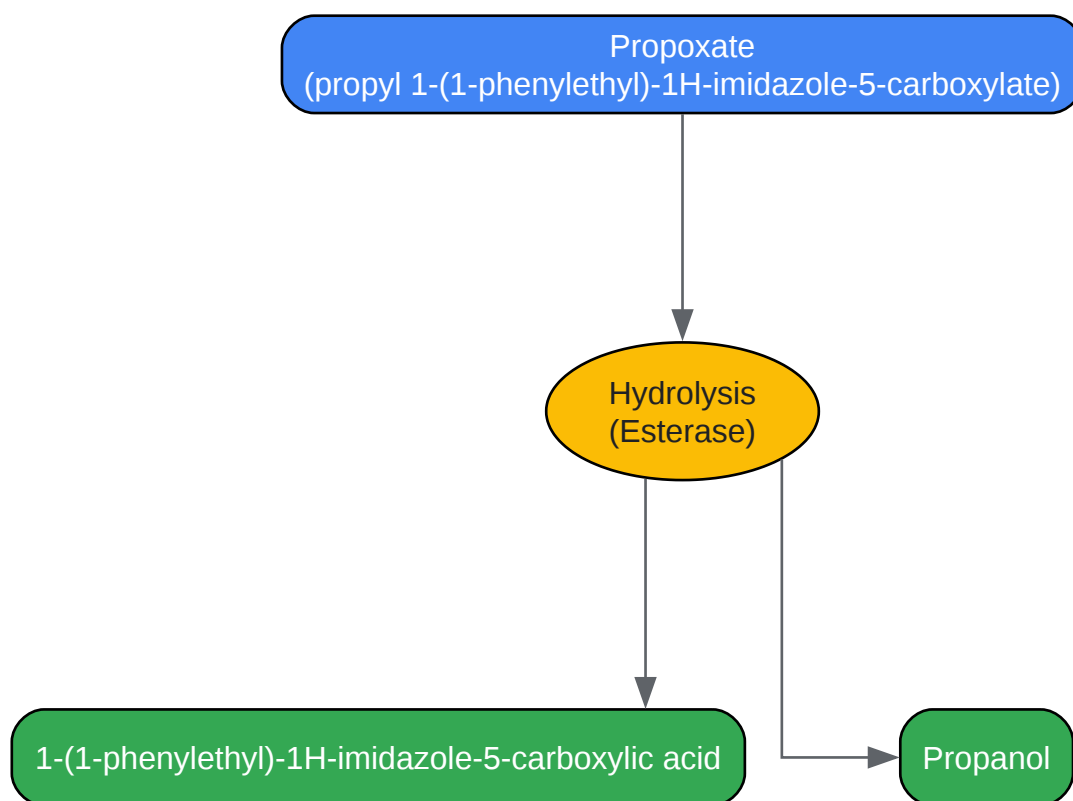 Propoxate
(propyl 1-(1-phenylethyl)-1H-imidazole-5-carboxylate)
Hydrolysis
(Esterase)
1-(1-phenylethyl)-1H-imidazole-5-carboxylic acid
Propanol